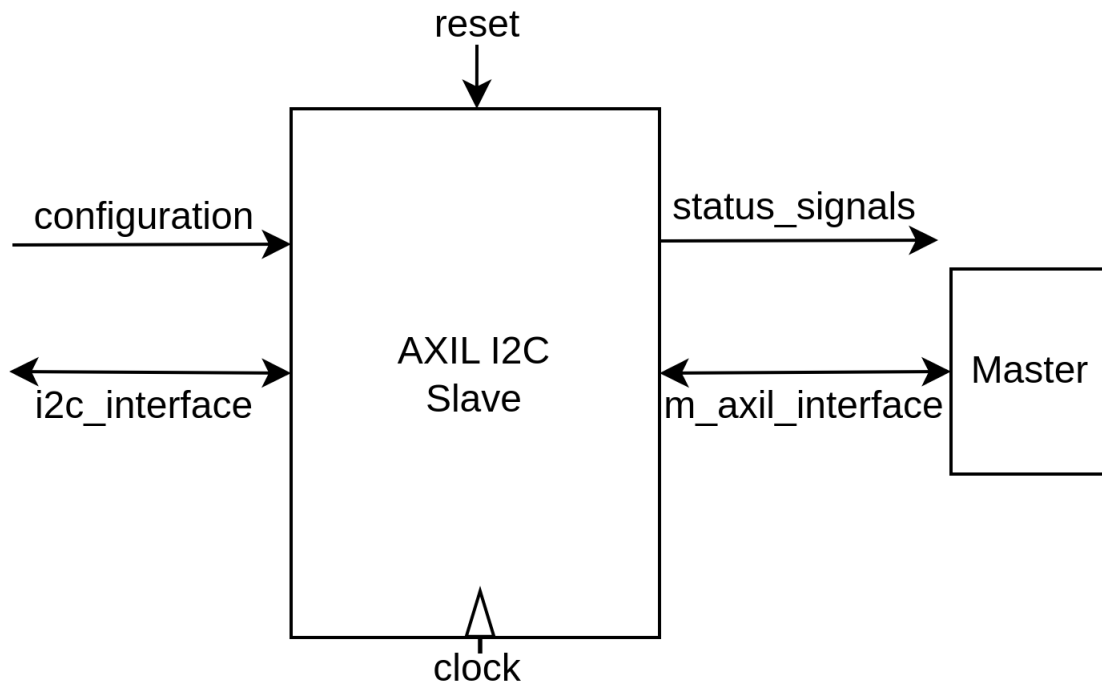 reset
configuration
status_signals
AXIL I2C
Slave
Master
i2c_interface
m_axil_interface
clock